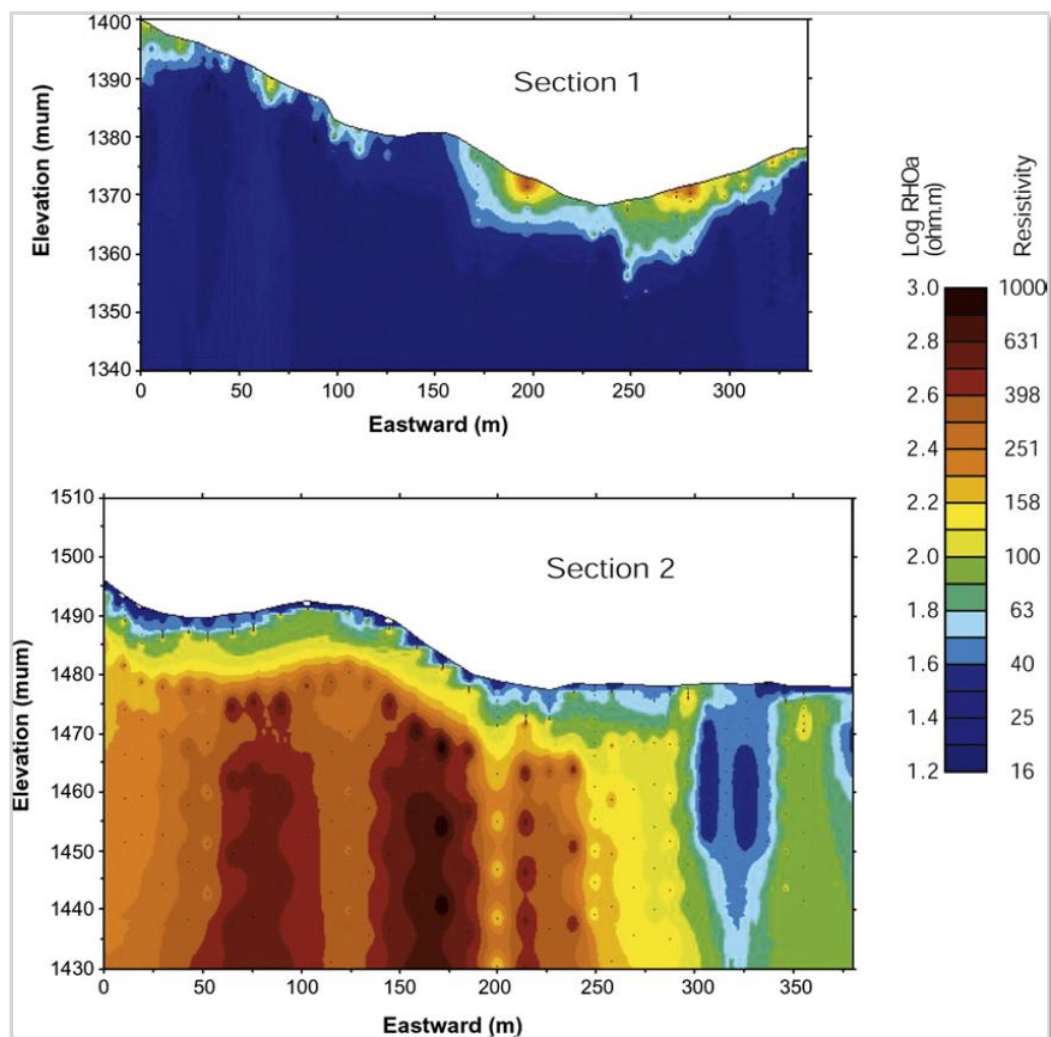 Section 1
Elevation (mum)
1400
1390
1380
1370
1360
1350
1340
0 50 100 150 200 250 300
Eastward (m)
Log RHOa
(ohm.m)
Resistivity
3.0 1000
2.8 631
2.6 398
2.4 251
2.2 158
2.0 100
1.8 63
1.6 40
1.4 25
1.2 16
Section 2
Elevation (mum)
1510
1500
1490
1480
1470
1460
1450
1440
1430
0 50 100 150 200 250 300 350
Eastward (m)